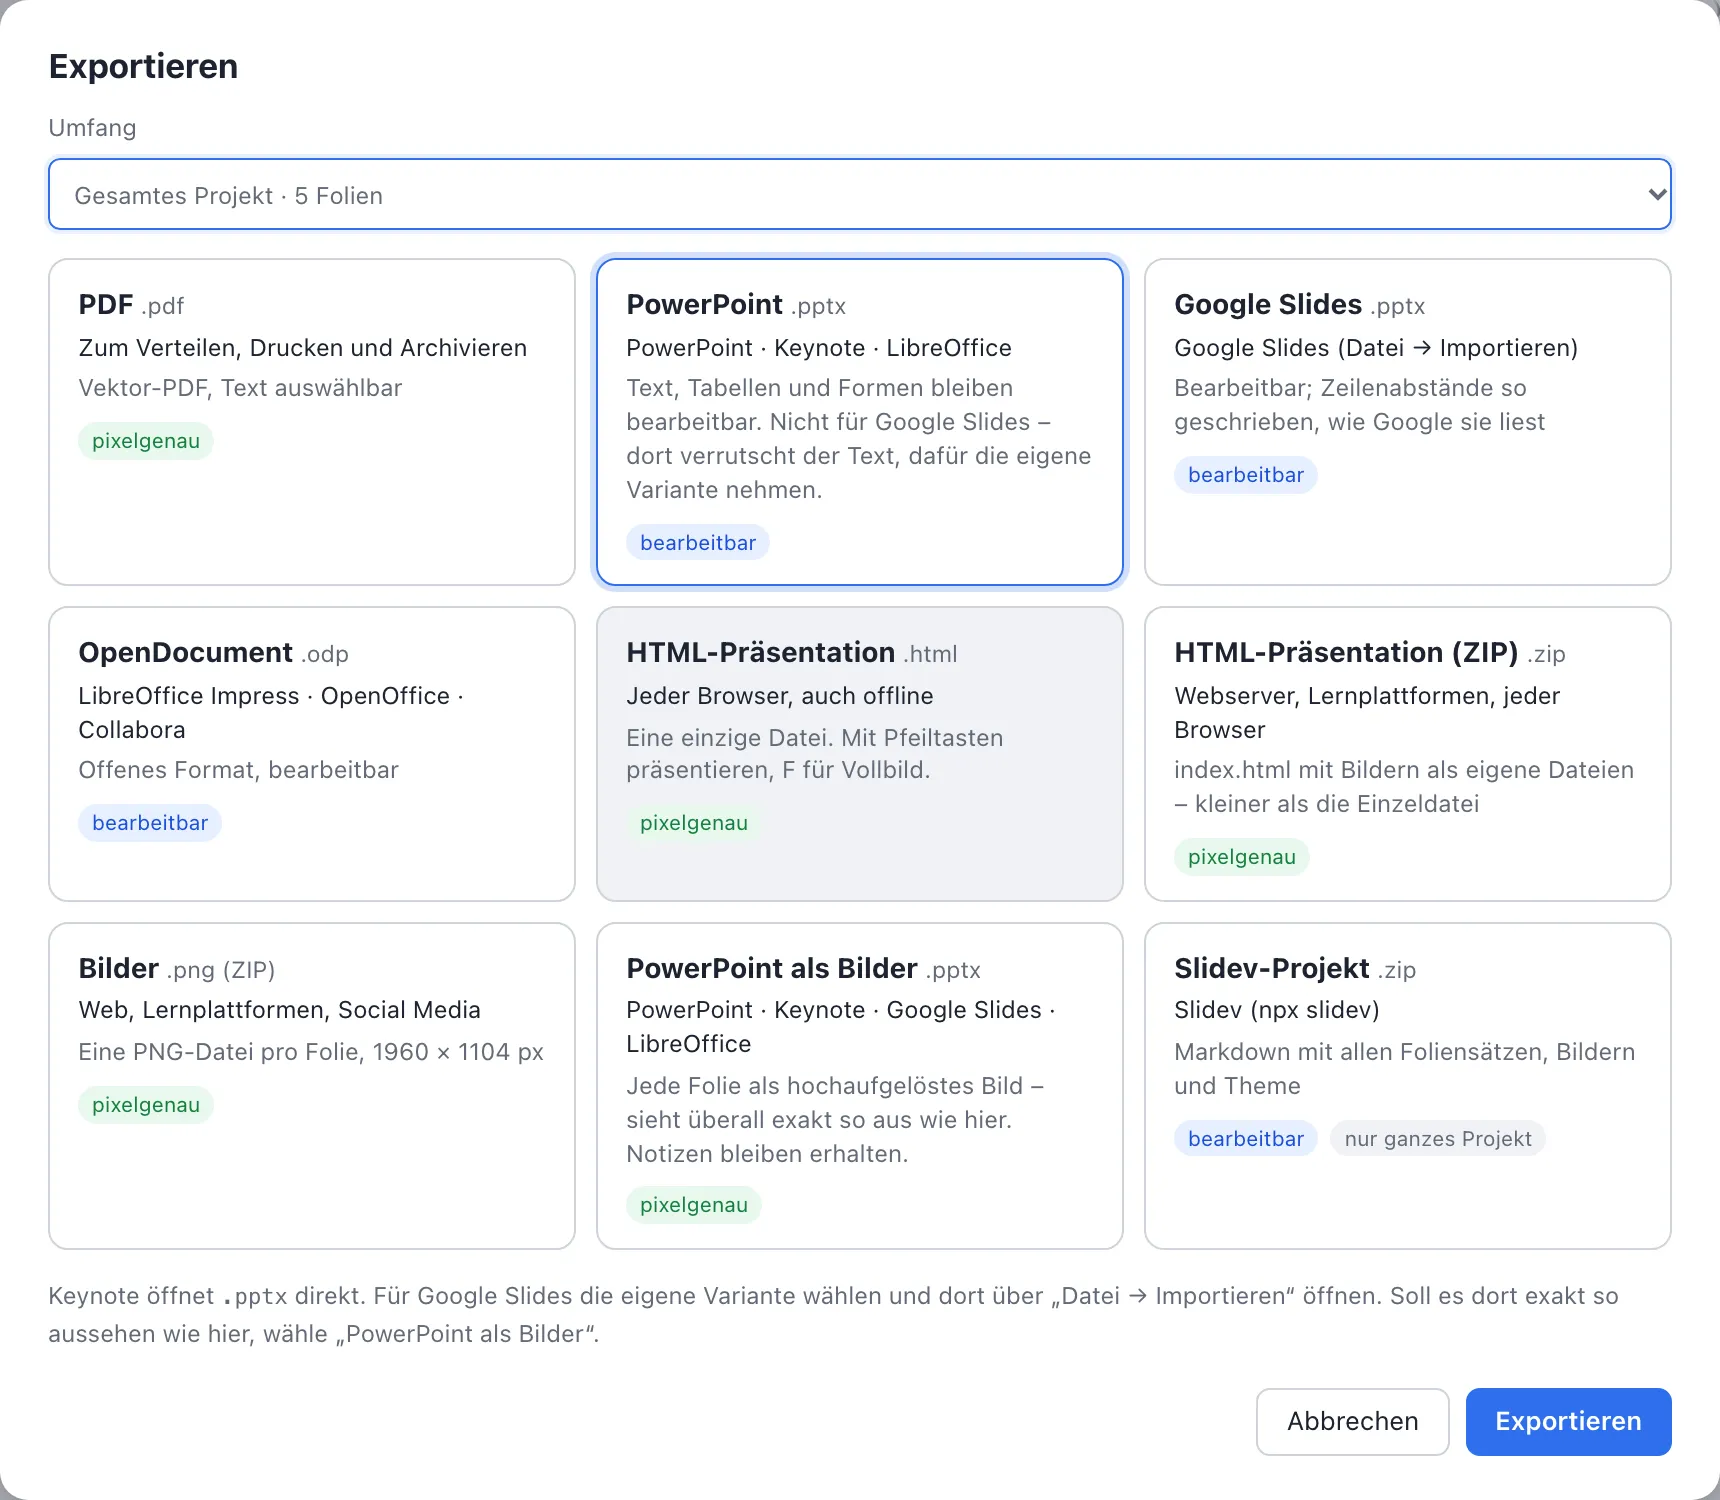 Exportieren
Umfang
Gesamtes Projekt · 5 Folien
PDF .pdf
Zum Verteilen, Drucken und Archivieren
Vektor-PDF, Text auswählbar
pixelgenau
PowerPoint .pptx
PowerPoint · Keynote · LibreOffice
Text, Tabellen und Formen bleiben
bearbeitbar. Nicht für Google Slides –
dort verrutscht der Text, dafür die eigene
Variante nehmen.
bearbeitbar
Google Slides .pptx
Google Slides (Datei → Importieren)
Bearbeitbar; Zeilenabstände so
geschrieben, wie Google sie liest
bearbeitbar
OpenDocument .odp
LibreOffice Impress · OpenOffice ·
Collabora
Offenes Format, bearbeitbar
bearbeitbar
HTML-Präsentation .html
Jeder Browser, auch offline
Eine einzige Datei. Mit Pfeiltasten
präsentieren, F für Vollbild.
pixelgenau
HTML-Präsentation (ZIP) .zip
Webserver, Lernplattformen, jeder
Browser
index.html mit Bildern als eigene Dateien
– kleiner als die Einzeldatei
pixelgenau
Bilder .png (ZIP)
Web, Lernplattformen, Social Media
Eine PNG-Datei pro Folie, 1960 × 1104 px
pixelgenau
PowerPoint als Bilder .pptx
PowerPoint · Keynote · Google Slides ·
LibreOffice
Jede Folie als hochaufgelöstes Bild –
sieht überall exakt so aus wie hier.
Notizen bleiben erhalten.
pixelgenau
Slidev-Projekt .zip
Slidev (npx slidev)
Markdown mit allen Foliensätzen, Bildern
und Theme
bearbeitbar nur ganzes Projekt
Keynote öffnet .pptx direkt. Für Google Slides die eigene Variante wählen und dort über „Datei → Importieren“ öffnen. Soll es dort exakt so
aussehen wie hier, wähle „PowerPoint als Bilder“.
Abbrechen Exportieren